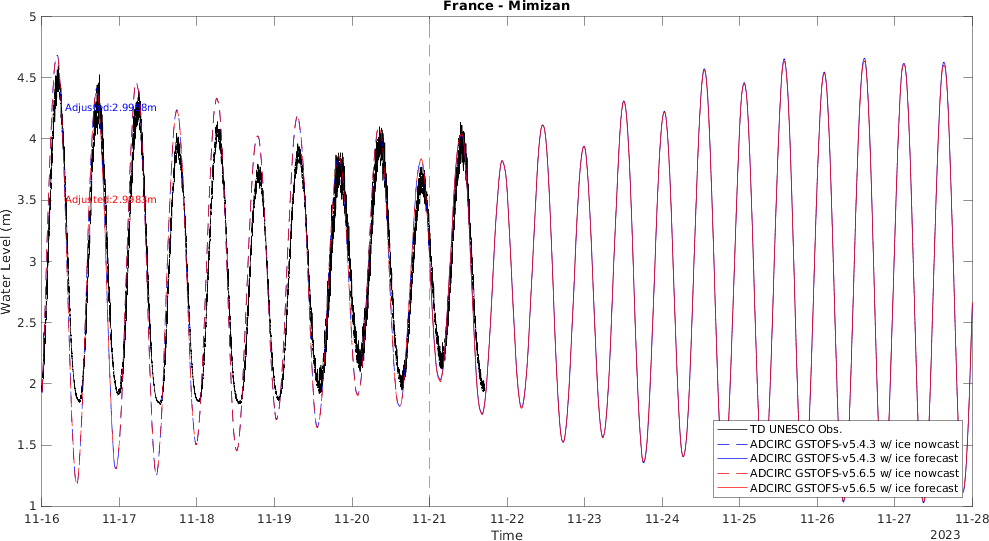 France - Mimizan
5
4.5
4
3.5
3
2.5
2
1.5
1
Water Level (m)
Adjusted:2.9998m
Adjusted:2.9983m
TD UNESCO Obs.
ADCIRC GSTOFS-v5.4.3 w/ ice nowcast
ADCIRC GSTOFS-v5.4.3 w/ ice forecast
ADCIRC GSTOFS-v5.6.5 w/ ice nowcast
ADCIRC GSTOFS-v5.6.5 w/ ice forecast
11-16 11-17 11-18 11-19 11-20 11-21 11-22 11-23 11-24 11-25 11-26 11-27 11-28
Time
2023